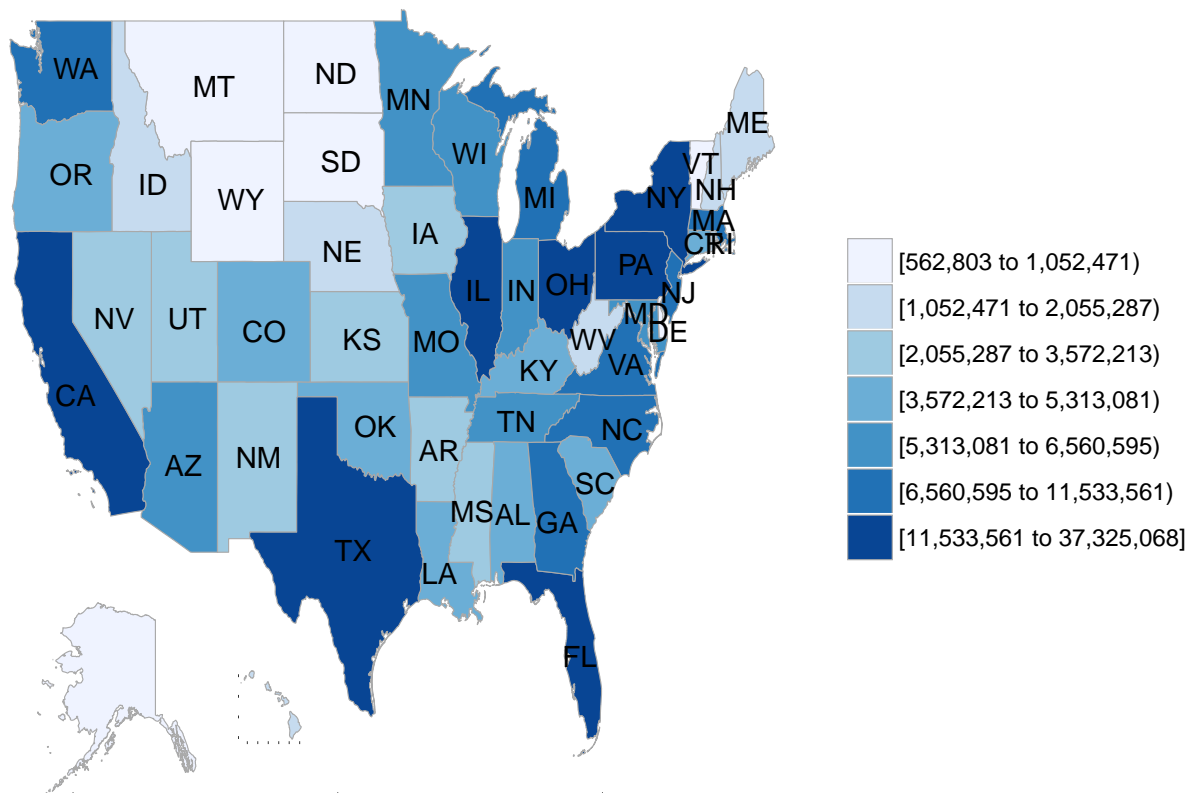 WA
MT
ND
MN
ME
OR
ID
SD
WI
VT
WY
MI
NY
NH
MA
NE
IA
CT
RI
PA
NV
UT
CO
KS
MO
IL
IN
OH
NJ
MD
DE
WV
VA
KY
CA
AZ
NM
OK
AR
TN
NC
SC
MS
AL
GA
TX
LA
FL
[562,803 to 1,052,471)
[1,052,471 to 2,055,287)
[2,055,287 to 3,572,213)
[3,572,213 to 5,313,081)
[5,313,081 to 6,560,595)
[6,560,595 to 11,533,561)
[11,533,561 to 37,325,068]